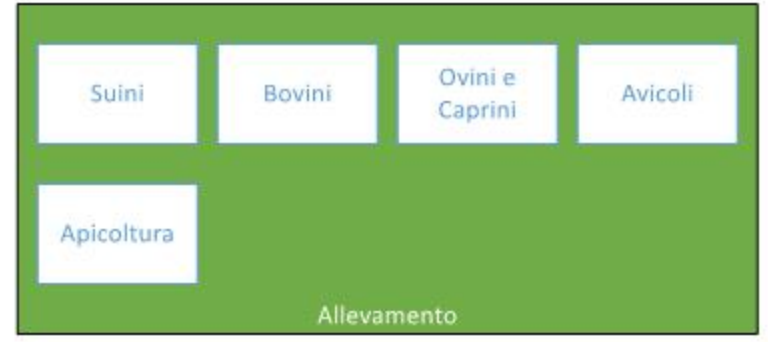 Suini
Bovini
Ovini e
Caprini
Avicoli
Apicoltura
Allevamento